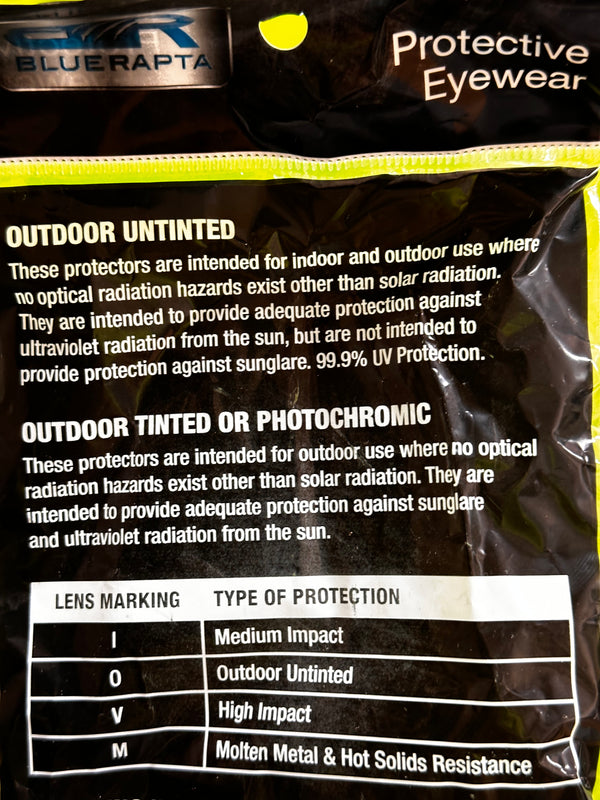 BLUERAPTA
Protective
Eyewear
OUTDOOR UNTINTED
These protectors are intended for indoor and outdoor use where
no optical radiation hazards exist other than solar radiation.
They are intended to provide adequate protection against
ultraviolet radiation from the sun, but are not intended to
provide protection against sunglare. 99.9% UV Protection.
OUTDOOR TINTED OR PHOTOCHROMIC
These protectors are intended for outdoor use where no optical
radiation hazards exist other than solar radiation. They are
intended to provide adequate protection against sunglare
and ultraviolet radiation from the sun.
LENS MARKING TYPE OF PROTECTION
I Medium Impact
O Outdoor Untinted
V High Impact
M Molten Metal & Hot Solids Resistance